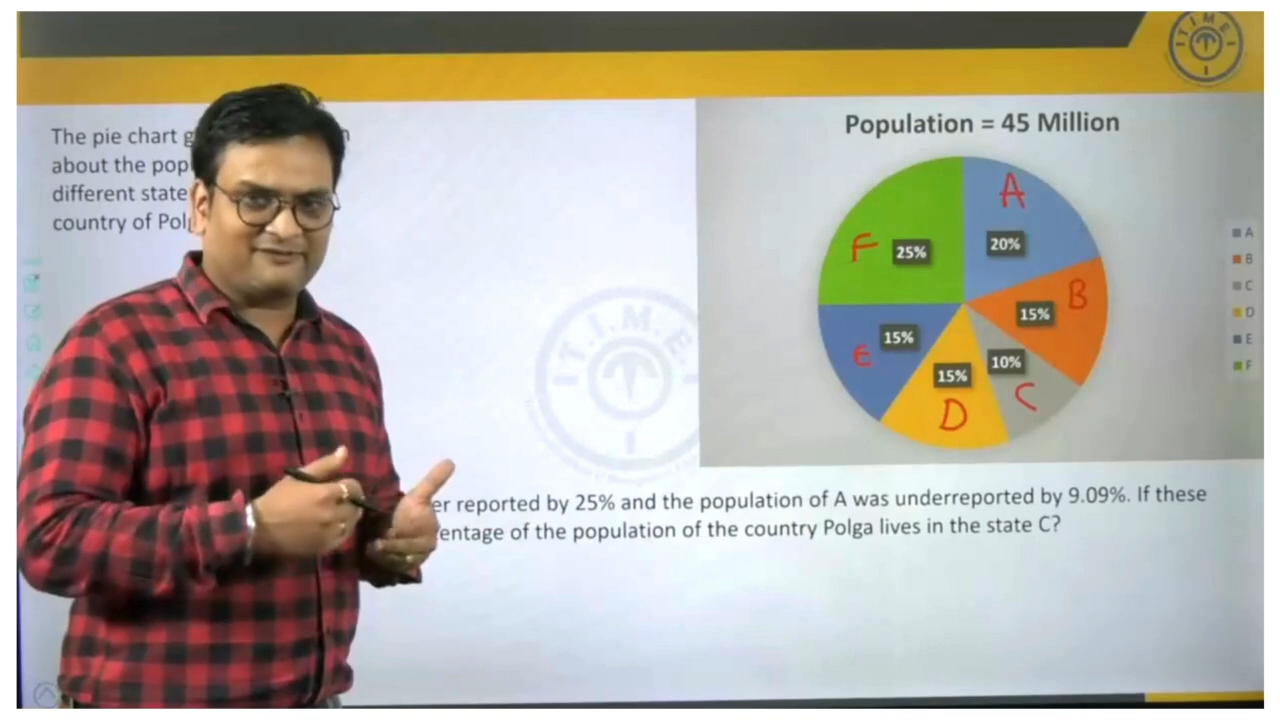 T.I.M.E.
The pie chart g
about the pop
different state
country of Pol
Population = 45 Million
A
20%
F
25%
B
15%
15%
E
10%
C
15%
D
A
B
C
D
E
F
T.I.M.E.
er reported by 25% and the population of A was underreported by 9.09%. If these
entage of the population of the country Polga lives in the state C?